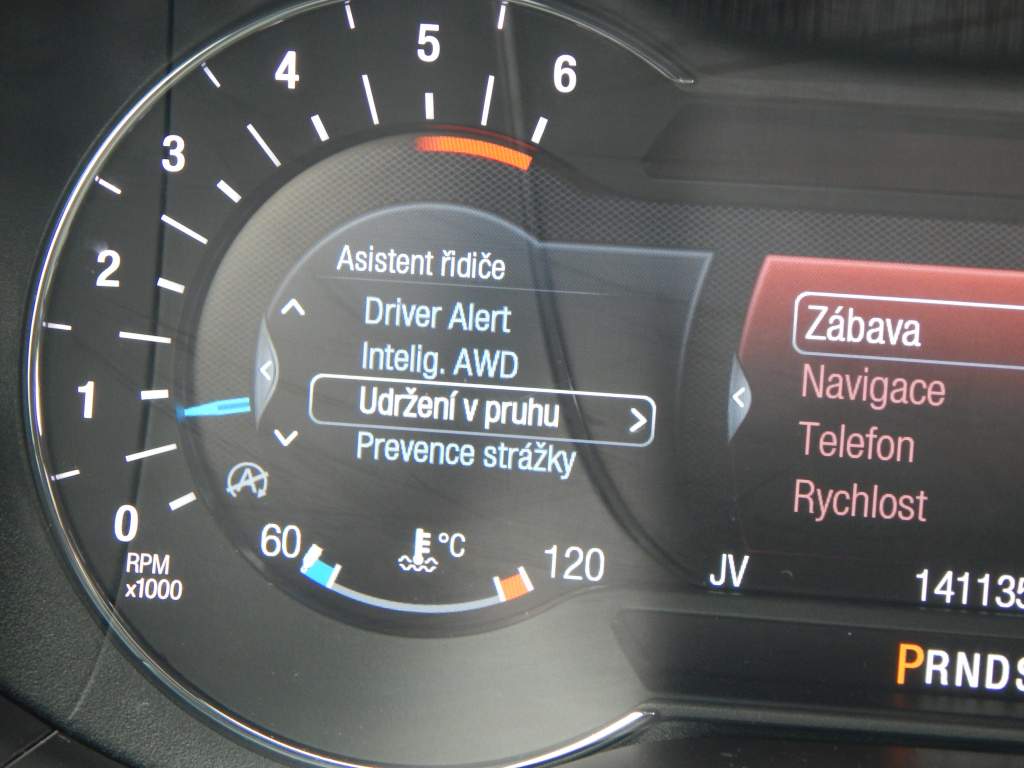 5
4
6
3
2
1
0
RPM
x1000
Asistent řidiče
Driver Alert
Intelig. AWD
Udržení v pruhu
Prevence strážky
A
60
°C
120
Zábava
Navigace
Telefon
Rychlost
JV
141135
PRNDS